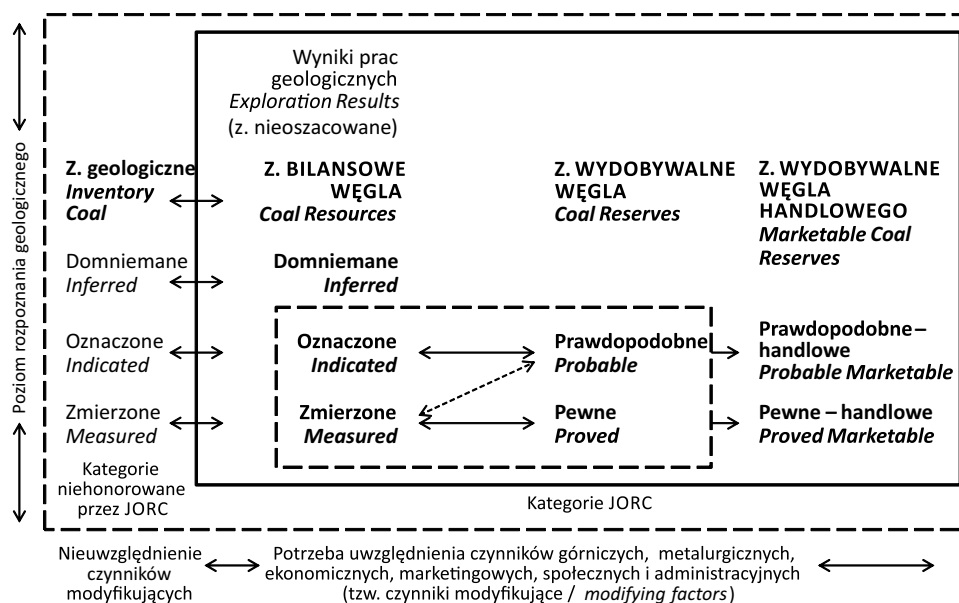 Poziom rozpoznania geologicznego
Wyniki prac
geologicznych
Exploration Results
(z. nieoszacowane)
Z. geologiczne
Inventory
Coal
Z. BILANSOWE
WĘGLA
Coal Resources
Z. WYDOBYWALNE
WĘGLA
Coal Reserves
Z. WYDOBYWALNE
WĘGLA
HANDLOWEGO
Marketable Coal
Reserves
Domniemane
Inferred
Domniemane
Inferred
Oznaczone
Indicated
Oznaczone
Indicated
Prawdopodobne
Probable
Prawdopodobne –
handlowe
Probable Marketable
Zmierzone
Measured
Zmierzone
Measured
Pewne
Proved
Pewne – handlowe
Proved Marketable
Kategorie
niehonorowane
przez JORC
Kategorie JORC
Nieuwzględnienie
czynników
modyfikujących
Potrzeba uwzględnienia czynników górniczych, metalurgicznych,
ekonomicznych, marketingowych, społecznych i administracyjnych
(tzw. czynniki modyfikujące / modifying factors)